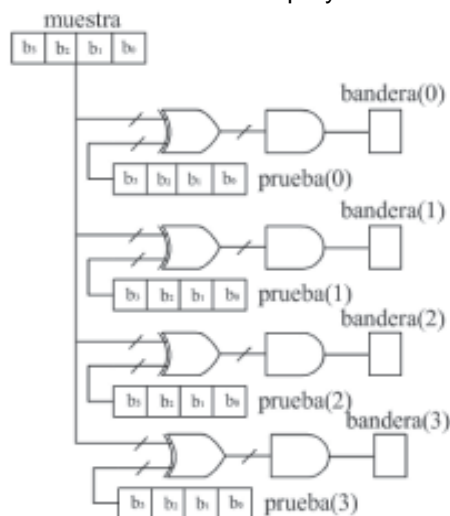 muestra
b₃ b₂ b₁ b₀
bandera(0)
b₃ b₂ b₁ b₀ prueba(0)
bandera(1)
b₃ b₂ b₁ b₀ prueba(1)
bandera(2)
b₃ b₂ b₁ b₀ prueba(2)
bandera(3)
b₃ b₂ b₁ b₀ prueba(3)